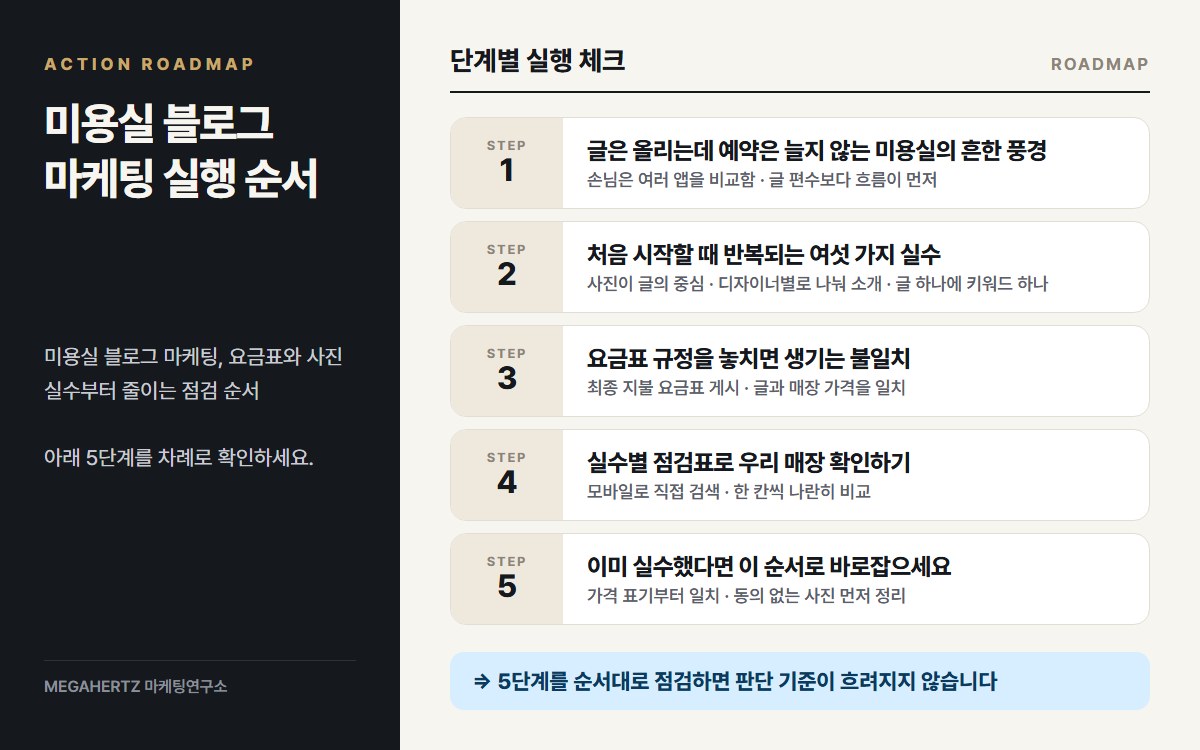 ACTION ROADMAP
미용실 블로그
마케팅 실행 순서
미용실 블로그 마케팅, 요금표와 사진
실수부터 줄이는 점검 순서
아래 5단계를 차례로 확인하세요.
MEGAHERTZ 마케팅연구소
단계별 실행 체크
ROADMAP
STEP
1
글은 올리는데 예약은 늘지 않는 미용실의 흔한 풍경
손님은 여러 앱을 비교함 · 글 편수보다 흐름이 먼저
STEP
2
처음 시작할 때 반복되는 여섯 가지 실수
사진이 글의 중심 · 디자이너별로 나눠 소개 · 글 하나에 키워드 하나
STEP
3
요금표 규정을 놓치면 생기는 불일치
최종 지불 요금표 게시 · 글과 매장 가격을 일치
STEP
4
실수별 점검표로 우리 매장 확인하기
모바일로 직접 검색 · 한 칸씩 나란히 비교
STEP
5
이미 실수했다면 이 순서로 바로잡으세요
가격 표기부터 일치 · 동의 없는 사진 먼저 정리
→ 5단계를 순서대로 점검하면 판단 기준이 흐려지지 않습니다